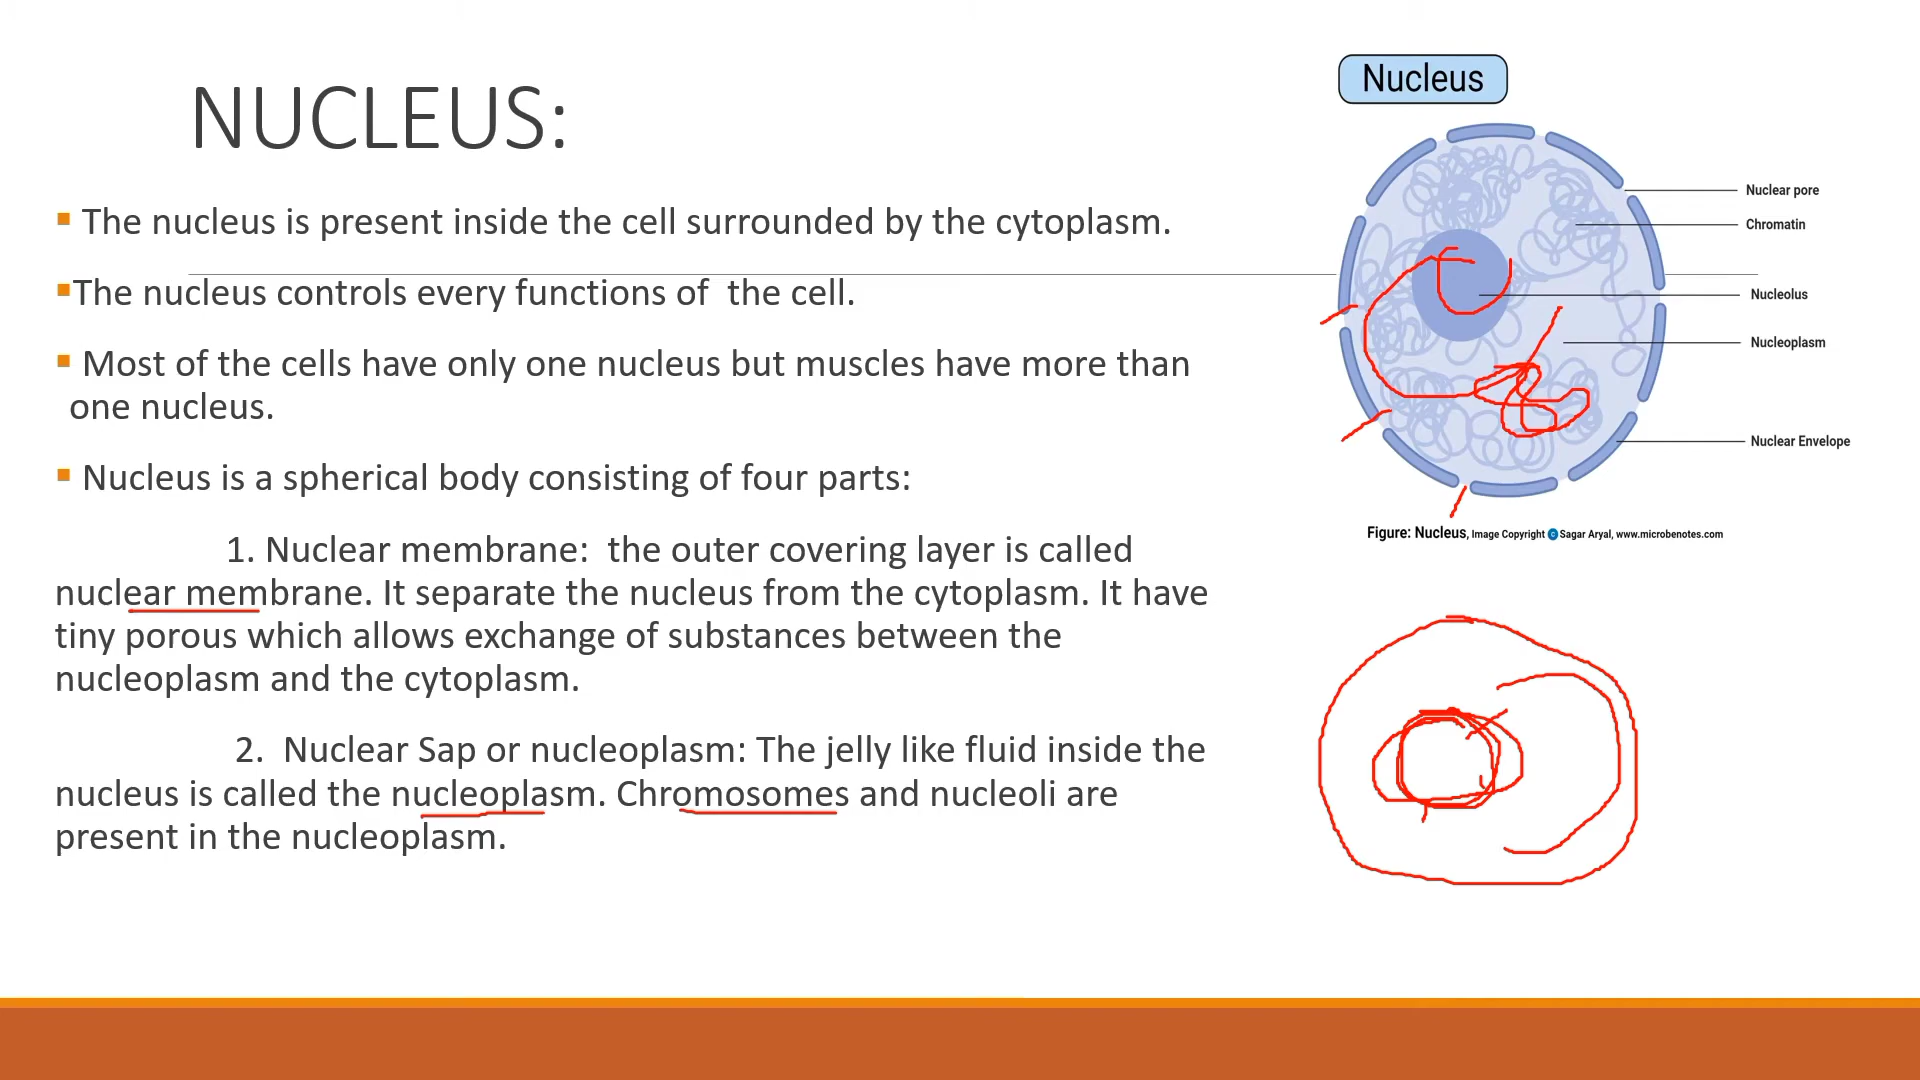 NUCLEUS:
▪ The nucleus is present inside the cell surrounded by the cytoplasm.
▪The nucleus controls every functions of  the cell.
▪ Most of the cells have only one nucleus but muscles have more than
one nucleus.
▪ Nucleus is a spherical body consisting of four parts:
1. Nuclear membrane:  the outer covering layer is called
nuclear membrane. It separate the nucleus from the cytoplasm. It have
tiny porous which allows exchange of substances between the
nucleoplasm and the cytoplasm.
2.  Nuclear Sap or nucleoplasm: The jelly like fluid inside the
nucleus is called the nucleoplasm. Chromosomes and nucleoli are
present in the nucleoplasm.
Nucleus
Nuclear pore
Chromatin
Nucleolus
Nucleoplasm
Nuclear Envelope
Figure: Nucleus, Image Copyright © Sagar Aryal, www.microbenotes.com